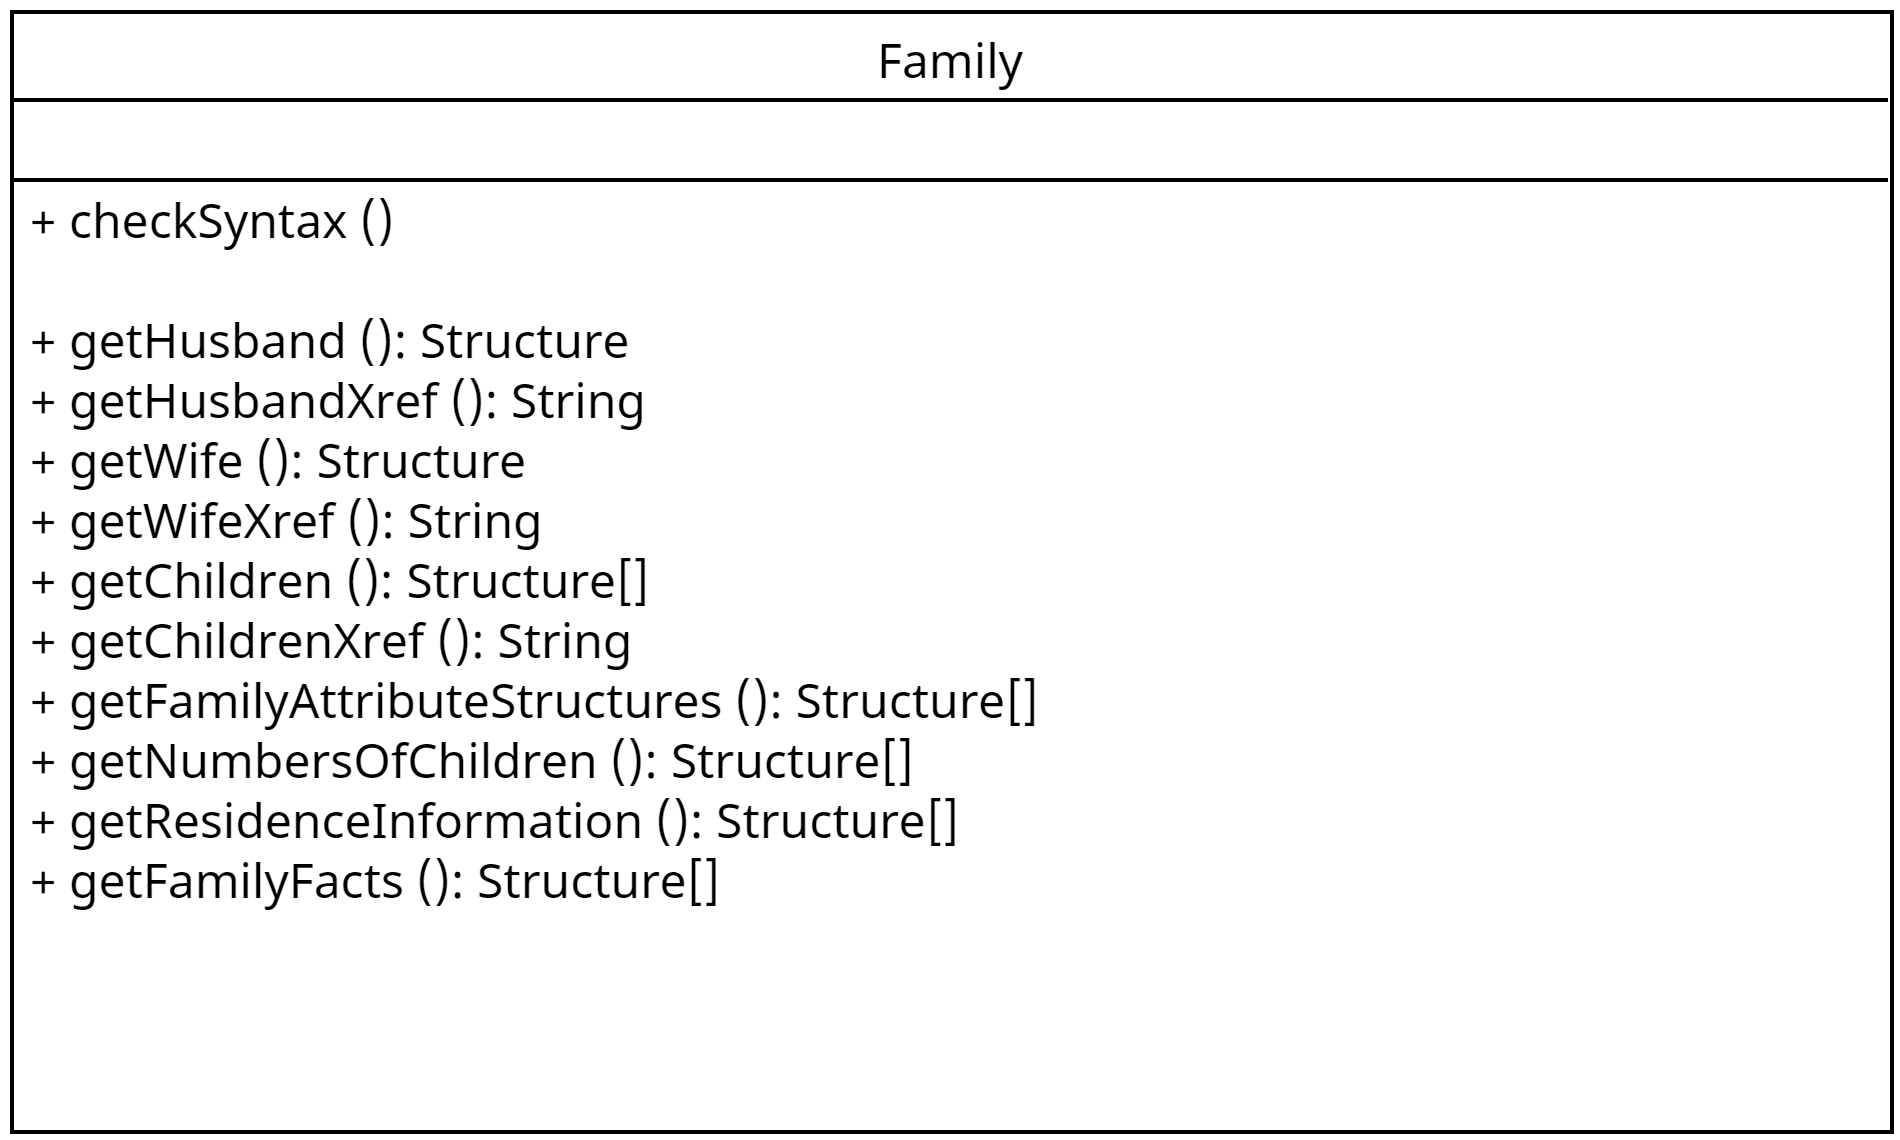 Family
+ checkSyntax ()
+ getHusband (): Structure
+ getHusbandXref (): String
+ getWife (): Structure
+ getWifeXref (): String
+ getChildren (): Structure[]
+ getChildrenXref (): String
+ getFamilyAttributeStructures (): Structure[]
+ getNumbersOfChildren (): Structure[]
+ getResidenceInformation (): Structure[]
+ getFamilyFacts (): Structure[]